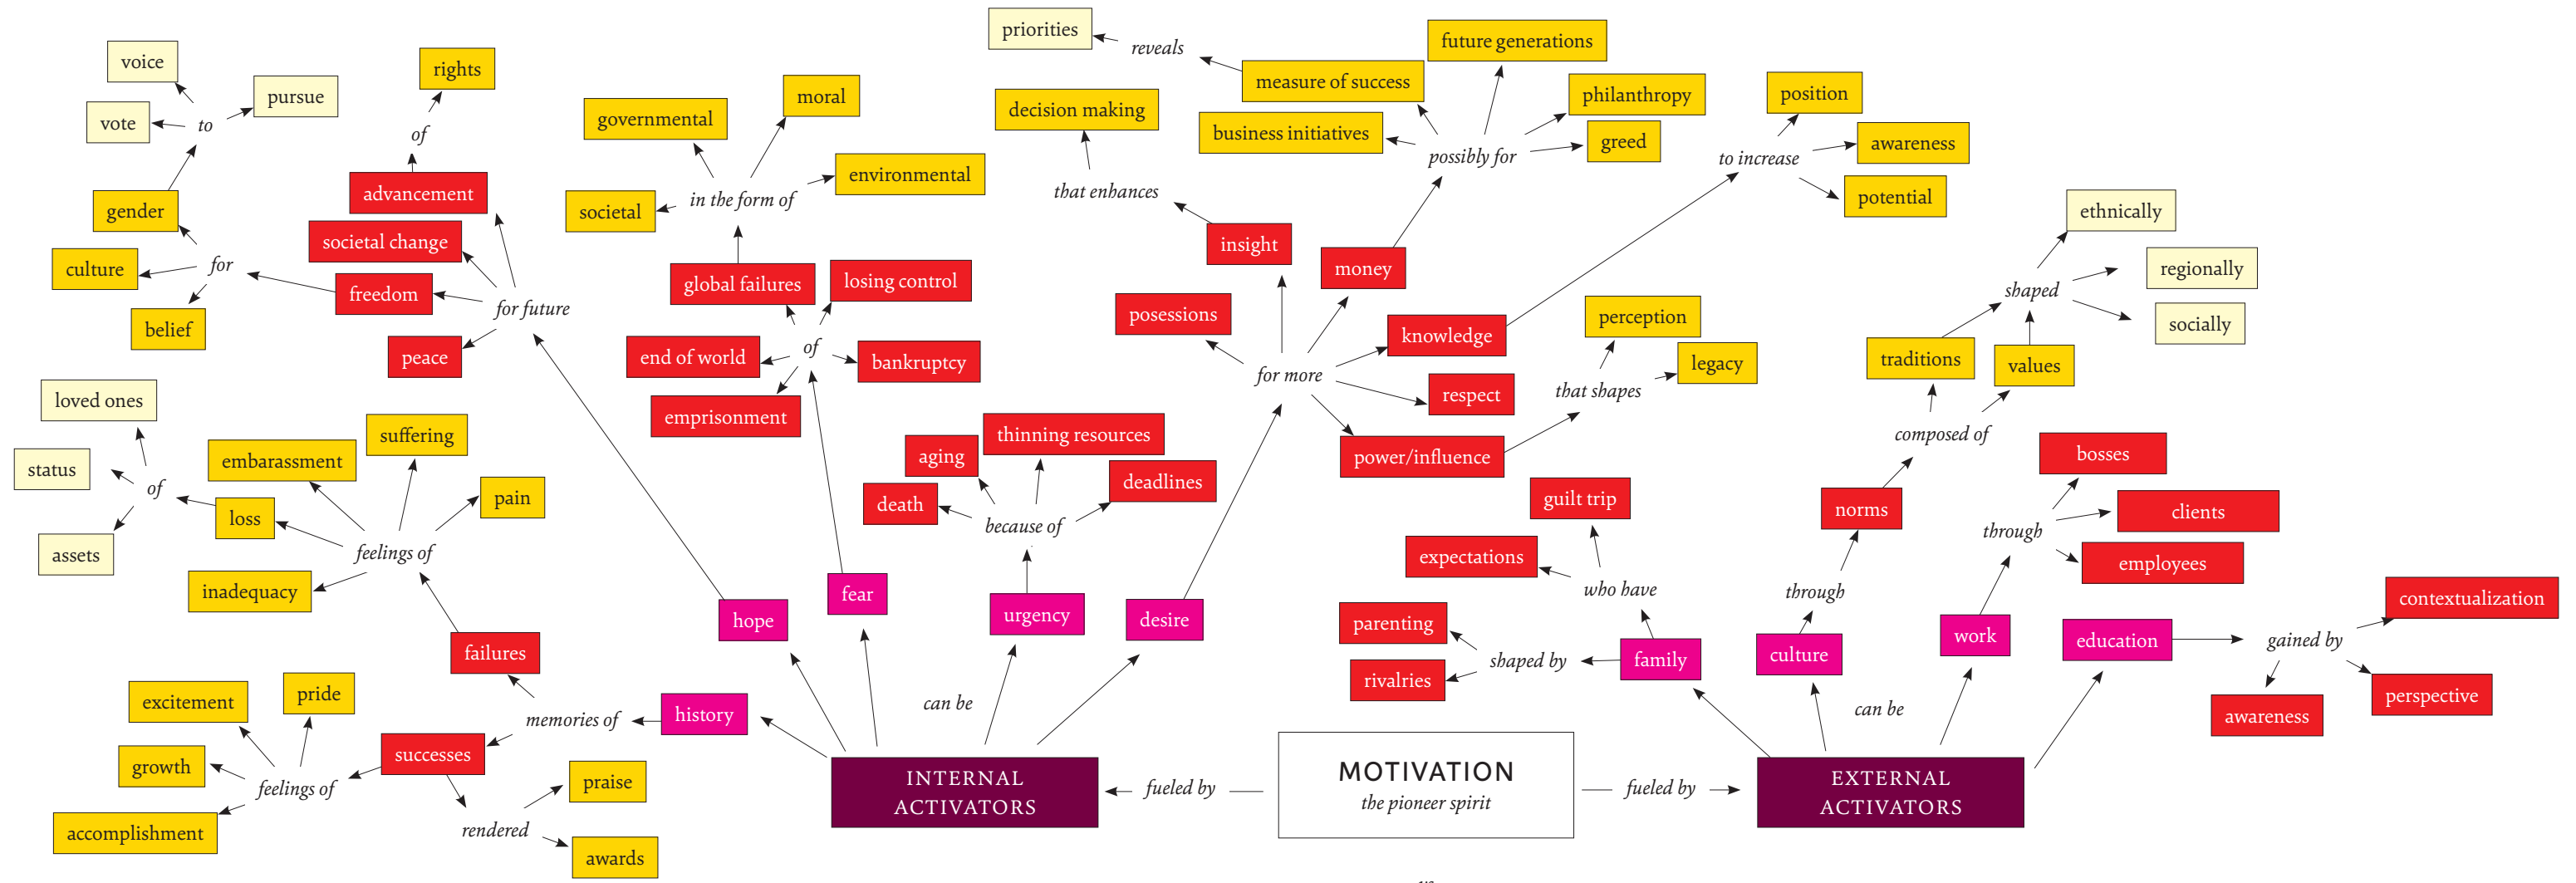 priorities
reveals
future generations
voice
rights
measure of success
pursue
moral
philanthropy
position
decision making
governmental
vote
to
of
business initiatives
greed
awareness
possibly for
to increase
environmental
advancement
that enhances
potential
in the form of
gender
societal
ethnically
societal change
insight
for
culture
money
regionally
global failures
losing control
freedom
shaped
for future
posessions
perception
socially
belief
knowledge
of
peace
end of world
bankruptcy
traditions
values
legacy
for more
that shapes
respect
loved ones
emprisonment
suffering
thinning resources
composed of
embarassment
aging
power/influence
bosses
status
deadlines
of
pain
death
guilt trip
norms
clients
loss
because of
through
feelings of
assets
expectations
employees
inadequacy
fear
who have
through
contextualization
hope
urgency
desire
parenting
work
education
gained by
failures
shaped by
family
culture
rivalries
excitement
pride
perspective
can be
can be
history
memories of
awareness
successes
growth
feelings of
praise
INTERNAL
ACTIVATORS
fueled by
MOTIVATION
the pioneer spirit
fueled by
EXTERNAL
ACTIVATORS
accomplishment
rendered
awards